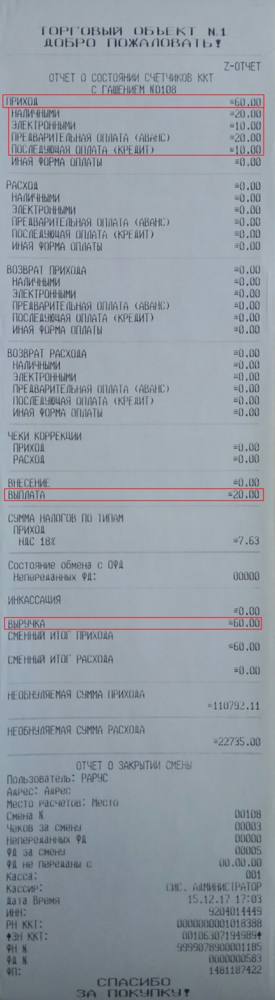 ТОРГОВЫЙ ОБЪЕКТ №1
ДОБРО ПОЖАЛОВАТЬ!
Z-ОТЧЕТ
ОТЧЕТ О СОСТОЯНИИ СЧЕТЧИКОВ ККТ
С ГАШЕНИЕМ N0108
ПРИХОД =60.00
НАЛИЧНЫМИ =20.00
ЭЛЕКТРОННЫМИ =10.00
ПРЕДВАРИТЕЛЬНАЯ ОПЛАТА (АВАНС) =20.00
ПОСЛЕДУЮЩАЯ ОПЛАТА (КРЕДИТ) =10.00
ИНАЯ ФОРМА ОПЛАТЫ =0.00
РАСХОД =0.00
НАЛИЧНЫМИ =0.00
ЭЛЕКТРОННЫМИ =0.00
ПРЕДВАРИТЕЛЬНАЯ ОПЛАТА (АВАНС) =0.00
ПОСЛЕДУЮЩАЯ ОПЛАТА (КРЕДИТ) =0.00
ИНАЯ ФОРМА ОПЛАТЫ =0.00
ВОЗВРАТ ПРИХОДА =0.00
НАЛИЧНЫМИ =0.00
ЭЛЕКТРОННЫМИ =0.00
ПРЕДВАРИТЕЛЬНАЯ ОПЛАТА (АВАНС) =0.00
ПОСЛЕДУЮЩАЯ ОПЛАТА (КРЕДИТ) =0.00
ИНАЯ ФОРМА ОПЛАТЫ =0.00
ВОЗВРАТ РАСХОДА =0.00
НАЛИЧНЫМИ =0.00
ЭЛЕКТРОННЫМИ =0.00
ПРЕДВАРИТЕЛЬНАЯ ОПЛАТА (АВАНС) =0.00
ПОСЛЕДУЮЩАЯ ОПЛАТА (КРЕДИТ) =0.00
ИНАЯ ФОРМА ОПЛАТЫ =0.00
ЧЕКИ КОРРЕКЦИИ
ПРИХОД =0.00
РАСХОД =0.00
ВНЕСЕНИЕ =0.00
ВЫПЛАТА =20.00
СУММА НАЛОГОВ ПО ТИПАМ
ПРИХОД
НДС 18% =7.63
Состояние обмена с ОФД
Непереданных ФД: 00000
ИНКАССАЦИЯ
=0.00
ВЫРУЧКА =60.00
СМЕННЫЙ ИТОГ ПРИХОДА
=60.00
СМЕННЫЙ ИТОГ РАСХОДА
=0.00
НЕОБНУЛЯЕМАЯ СУММА ПРИХОДА
=110792.11
НЕОБНУЛЯЕМАЯ СУММА РАСХОДА
=22735.00
ОТЧЕТ О ЗАКРЫТИИ СМЕНЫ
Пользователь: РАРУС
Адрес: Адрес
Место расчетов: Место
Смена № 00108
Чеков за смену 00003
Непереданных ФД 00000
ФД за смену 00005
ФД не переданы с 00.00.00
Касса: 001
Кассир: СИС. АДМИНИСТРАТОР
Дата Время 15.12.17 17:03
ИНН: 9204014449
РН ККТ: 0000000001018388
♠ЗН ККТ: 00106307194989♠
ФН № 9999078900001185
ФД № 0000000583
ФП: 1481187422
СПАСИБО
ЗА ПОКУПКУ!